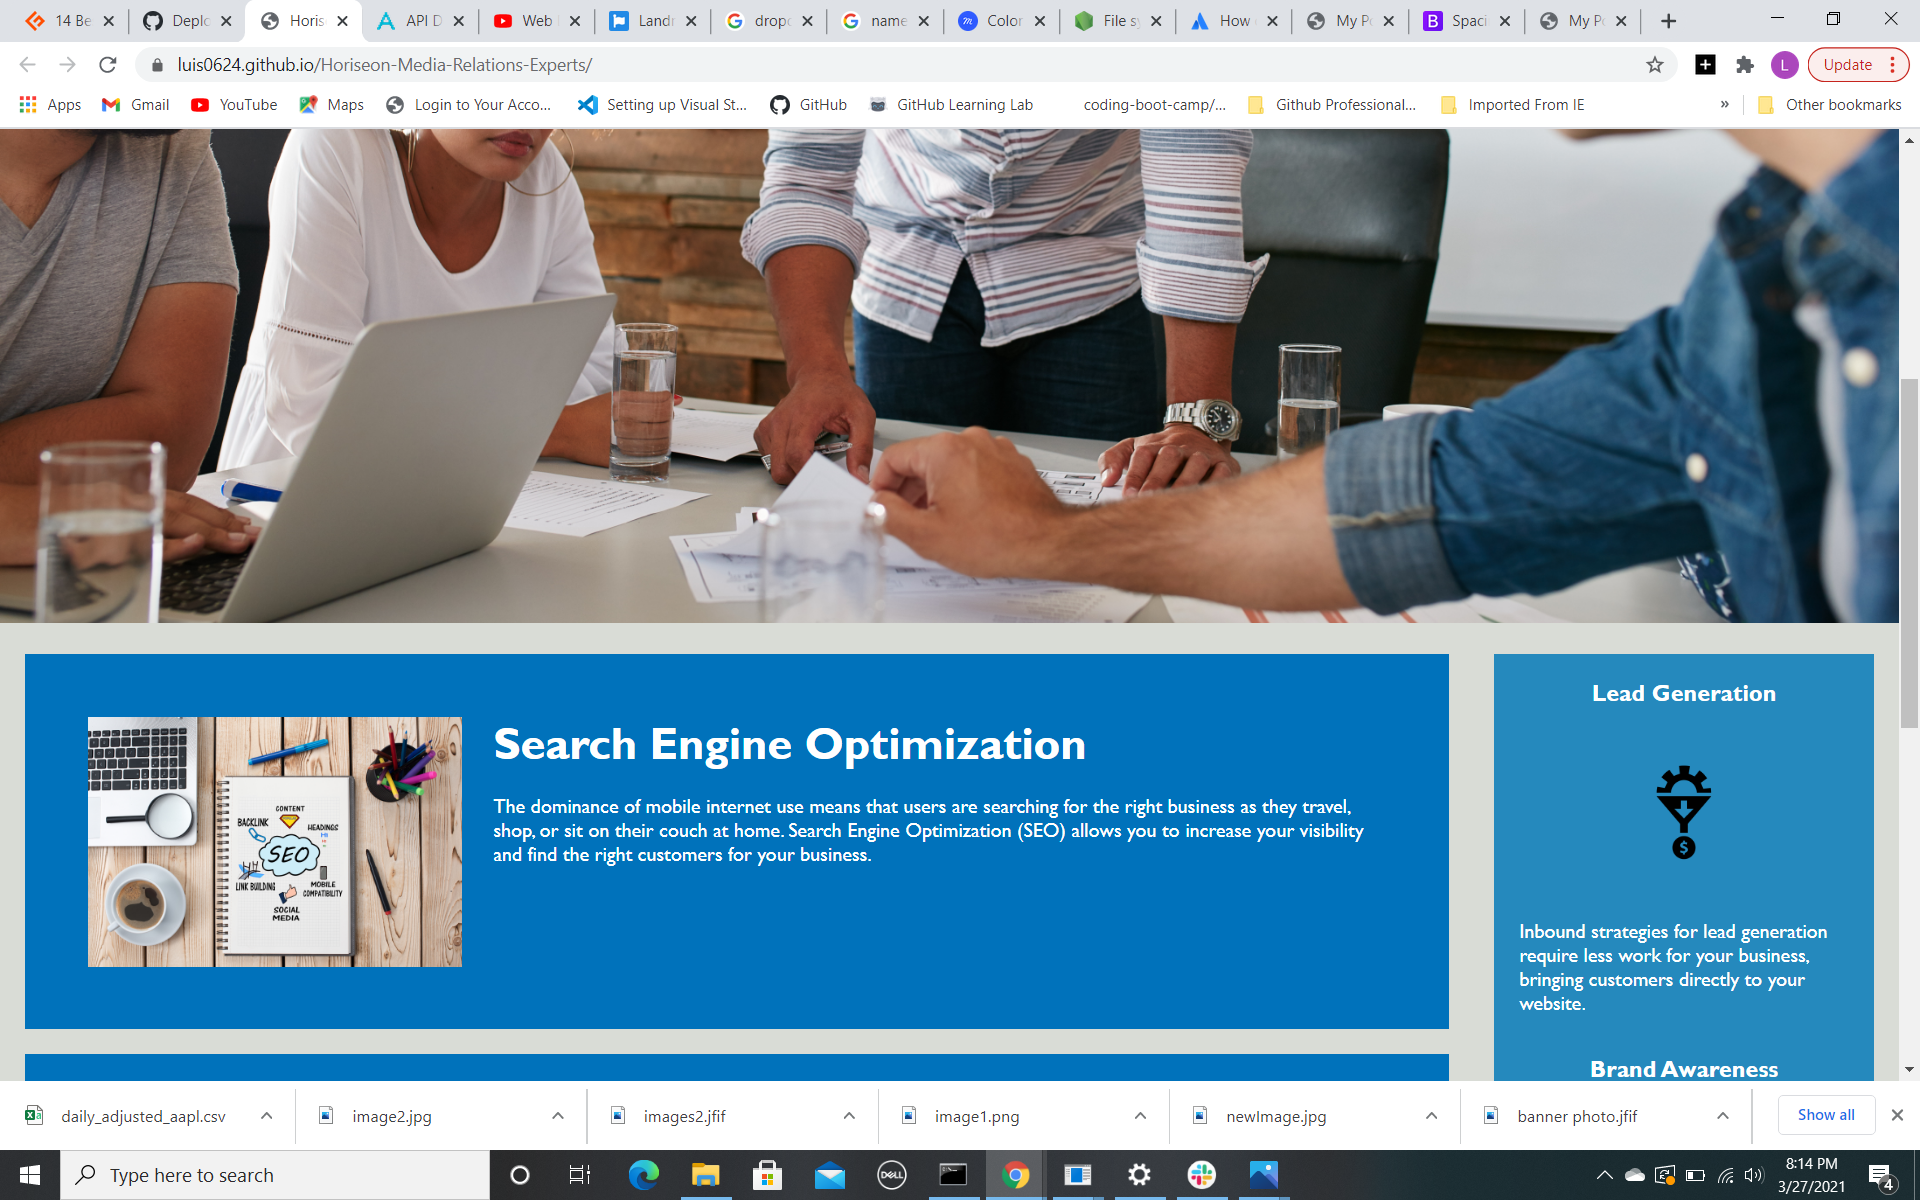 14 Be
Deplo
Horis
API D
Web
Landr
dropo
name
Color
File sy
How
My Po
Spaci
My Po
luis0624.github.io/Horiseon-Media-Relations-Experts/
L
Update
Apps
Gmail
YouTube
Maps
Login to Your Acco...
Setting up Visual St...
GitHub
GitHub Learning Lab
coding-boot-camp/...
Github Professional...
Imported From IE
»
Other bookmarks
Search Engine Optimization
The dominance of mobile internet use means that users are searching for the right business as they travel,
shop, or sit on their couch at home. Search Engine Optimization (SEO) allows you to increase your visibility
and find the right customers for your business.
CONTENT
BACKLINK
HEADINGS
SEO
LINK BUILDING
MOBILE
COMPATIBILITY
SOCIAL
MEDIA
Lead Generation
$
Inbound strategies for lead generation
require less work for your business,
bringing customers directly to your
website.
Brand Awareness
daily_adjusted_aapl.csv
image2.jpg
images2.jfif
image1.png
newImage.jpg
banner photo.jfif
Show all
Type here to search
DELL
8:14 PM
3/27/2021
4